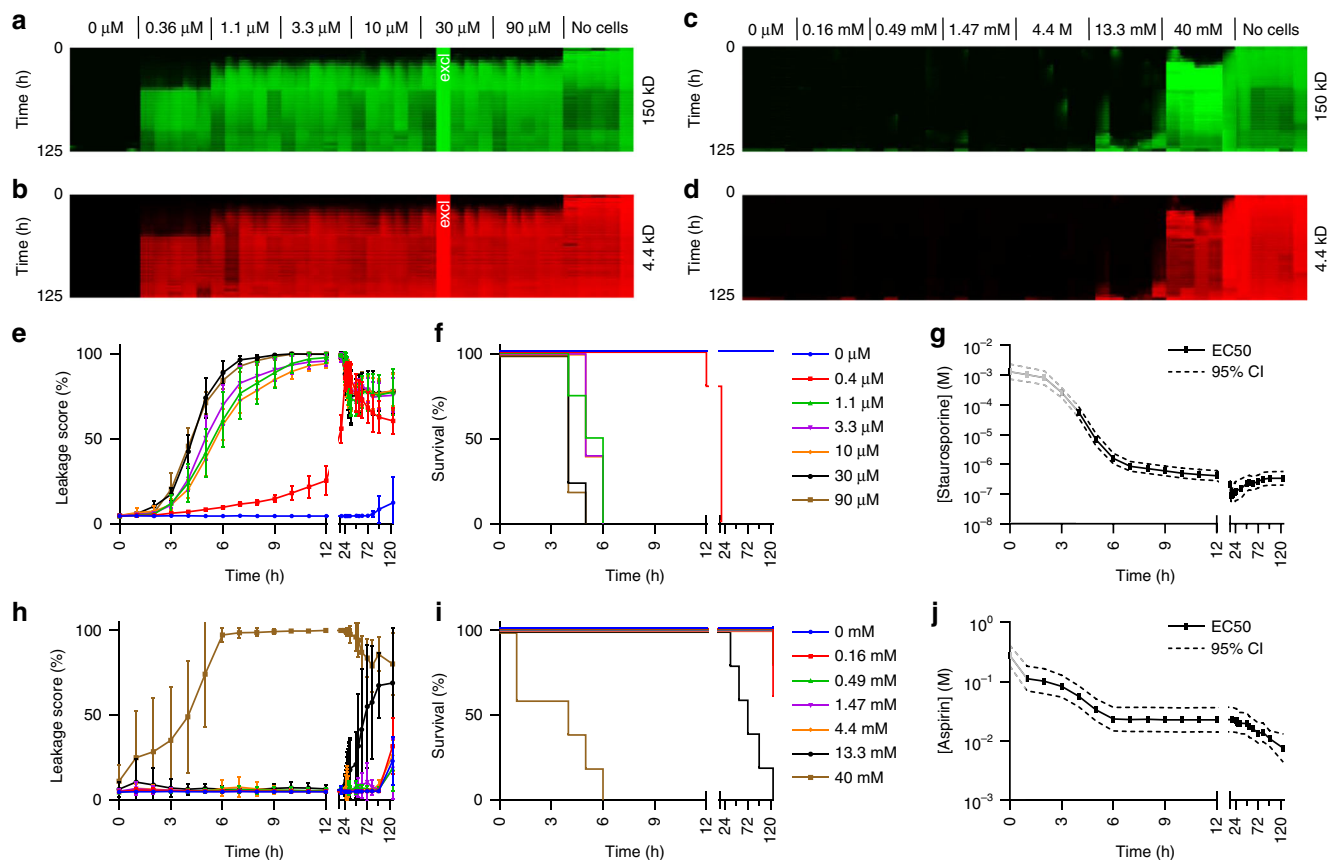 a
0 µM | 0.36 µM | 1.1 µM | 3.3 µM | 10 µM | 30 µM | 90 µM | No cells
0
Time (h)
125
excl
150 kD
b
0
Time (h)
125
excl
4.4 kD
c
0 µM | 0.16 mM | 0.49 mM | 1.47 mM | 4.4 M | 13.3 mM | 40 mM | No cells
0
Time (h)
125
150 kD
d
0
Time (h)
125
4.4 kD
e
Leakage score (%)
100
50
0
0 3 6 9 12 24 72 120
Time (h)
f
Survival (%)
100
50
0
0 3 6 9 12 24 72 120
Time (h)
0 µM
0.4 µM
1.1 µM
3.3 µM
10 µM
30 µM
90 µM
g
[Staurosporine] (M)
10⁻²
10⁻³
10⁻⁴
10⁻⁵
10⁻⁶
10⁻⁷
10⁻⁸
EC50
95% CI
0 3 6 9 12 24 72 120
Time (h)
h
Leakage score (%)
100
50
0
0 3 6 9 12 24 72 120
Time (h)
i
Survival (%)
100
50
0
0 3 6 9 12 24 72 120
Time (h)
0 mM
0.16 mM
0.49 mM
1.47 mM
4.4 mM
13.3 mM
40 mM
j
[Aspirin] (M)
10⁰
10⁻¹
10⁻²
10⁻³
EC50
95% CI
0 3 6 9 12 24 72 120
Time (h)